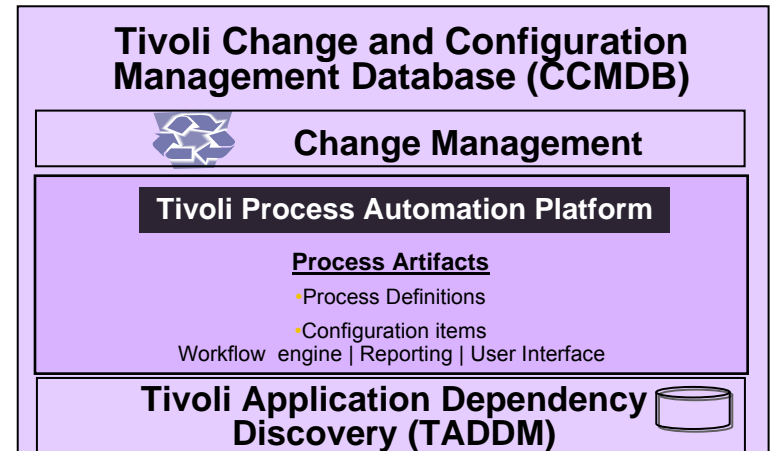 Tivoli Change and Configuration
Management Database (CCMDB)
Change Management
Tivoli Process Automation Platform
Process Artifacts
•Process Definitions
•Configuration items
Workflow engine | Reporting | User Interface
Tivoli Application Dependency
Discovery (TADDM)